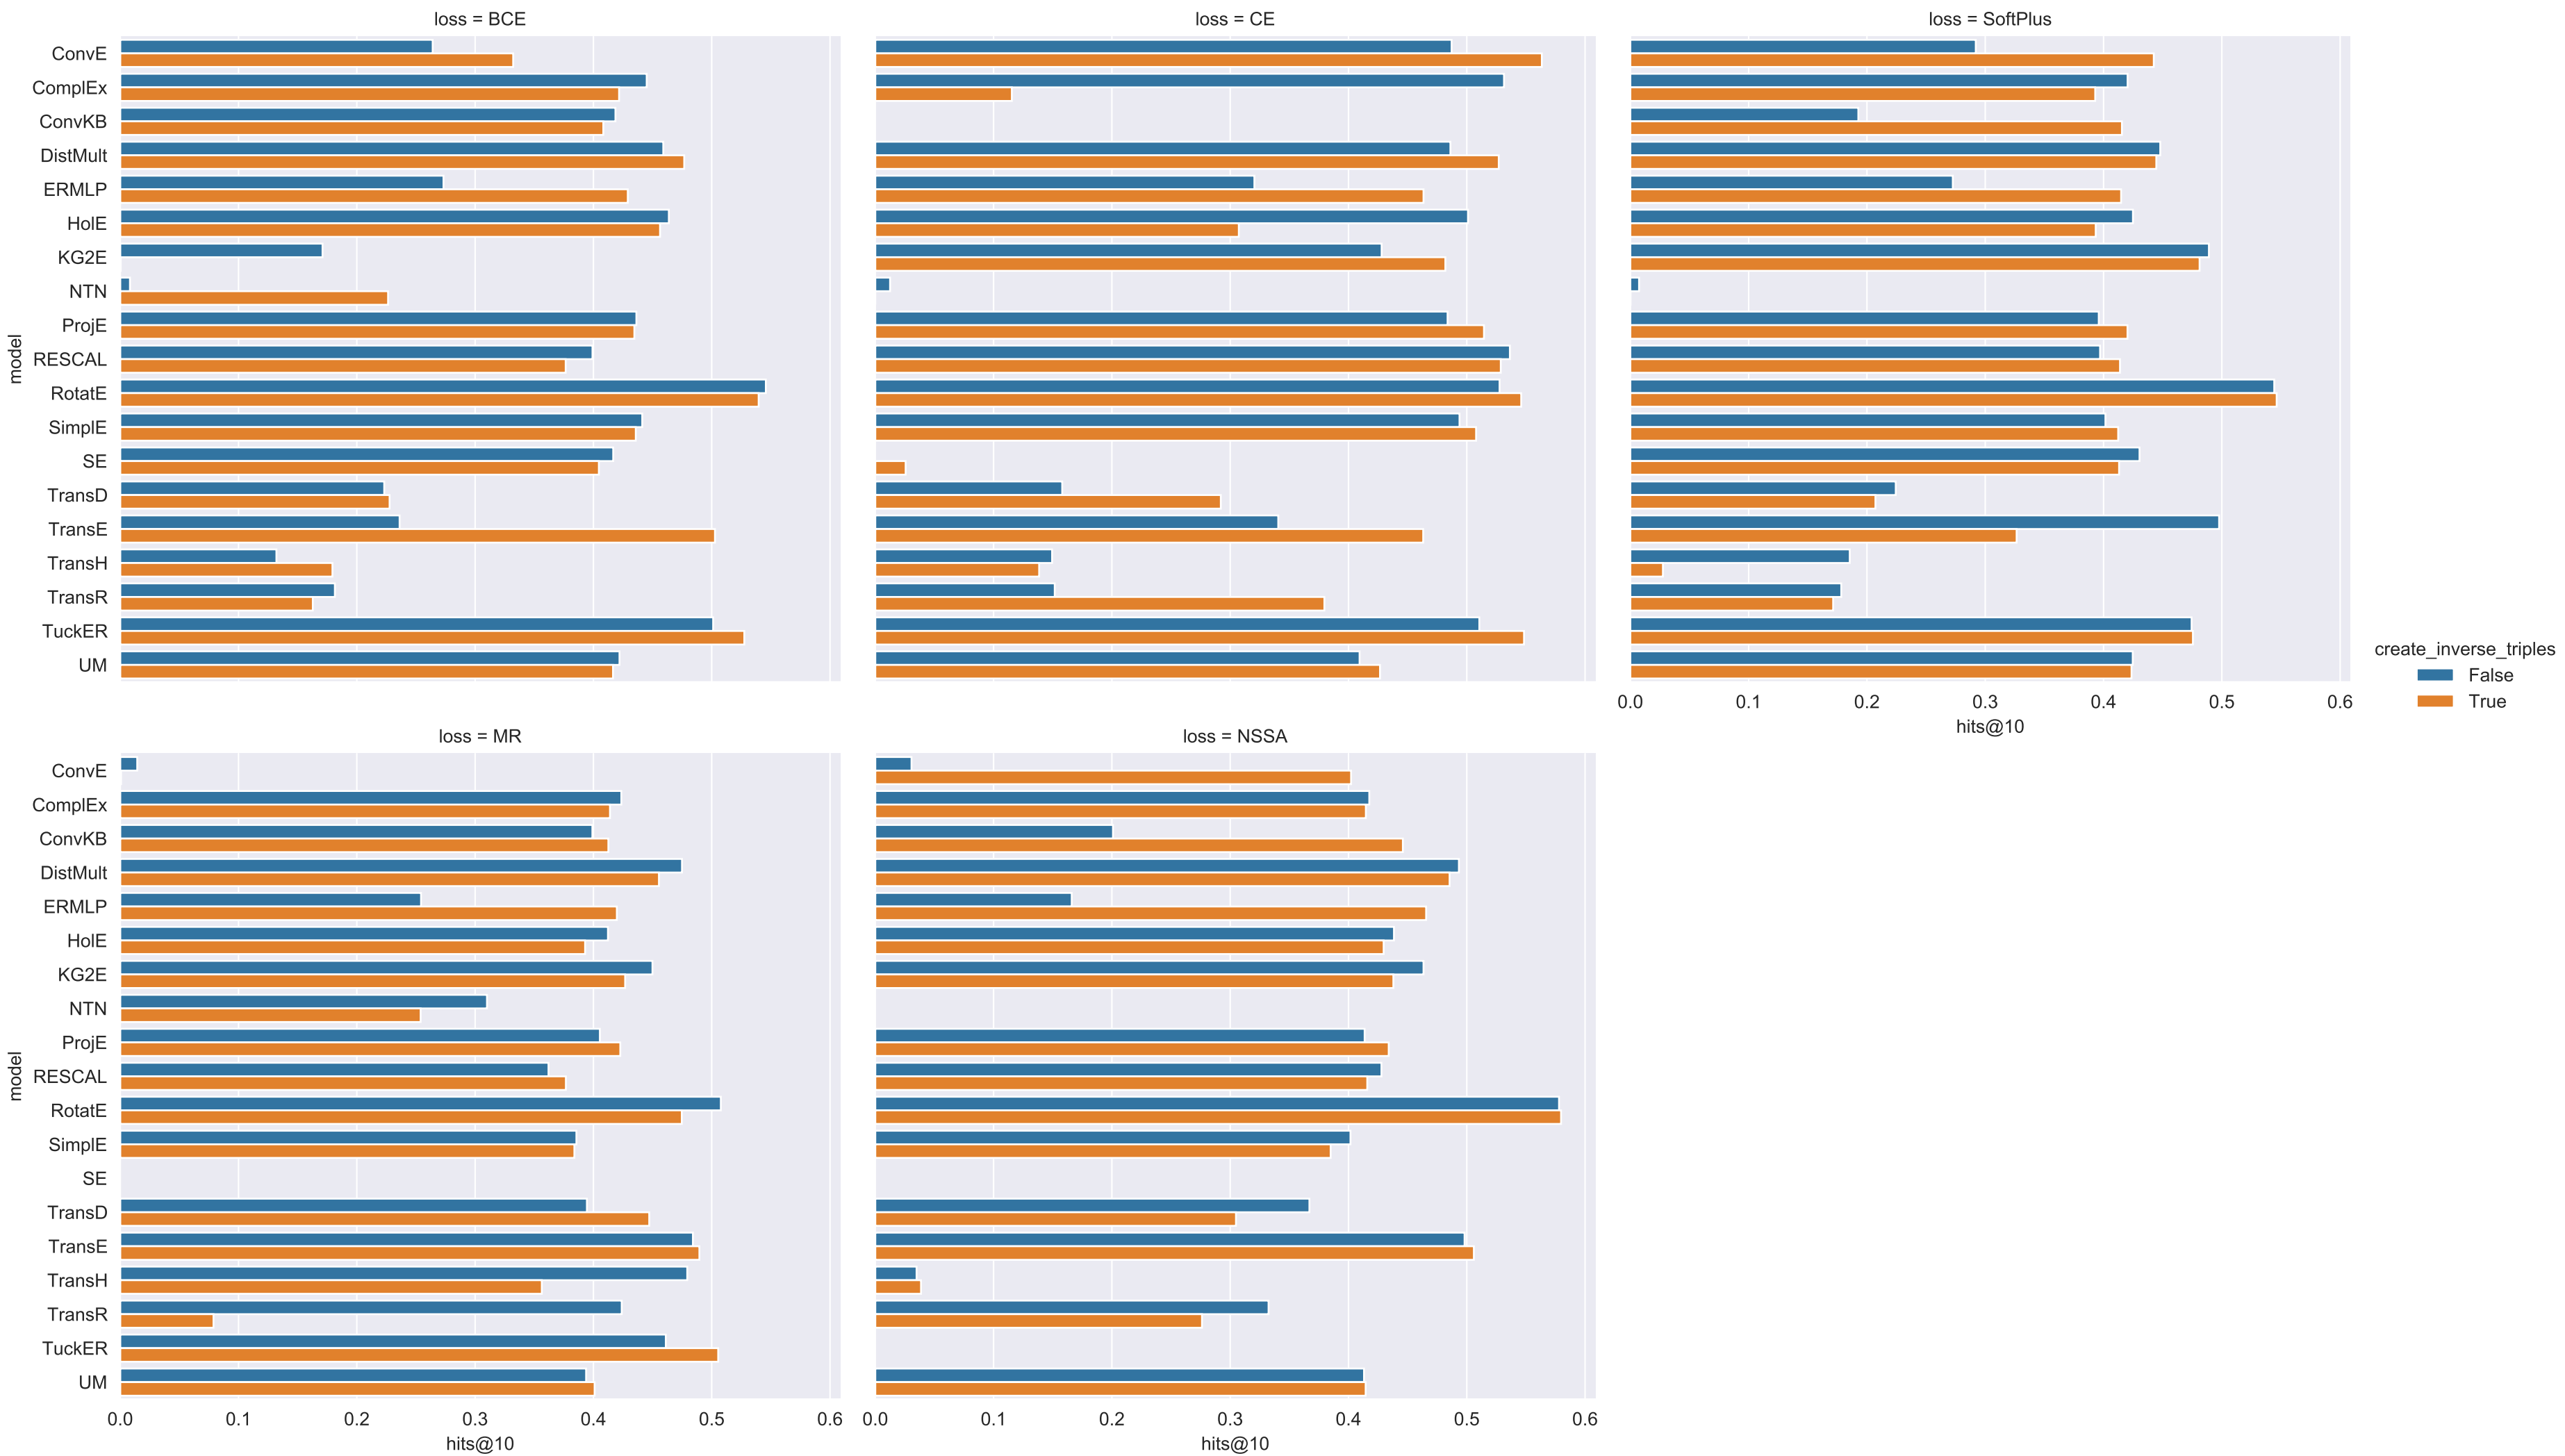 loss = BCE
loss = CE
loss = SoftPlus
model
ConvE
ComplEx
ConvKB
DistMult
ERMLP
HolE
KG2E
NTN
ProjE
RESCAL
RotatE
SimplE
SE
TransD
TransE
TransH
TransR
TuckER
UM
0.0 0.1 0.2 0.3 0.4 0.5 0.6
hits@10
create_inverse_triples
False
True
loss = MR
loss = NSSA
model
ConvE
ComplEx
ConvKB
DistMult
ERMLP
HolE
KG2E
NTN
ProjE
RESCAL
RotatE
SimplE
SE
TransD
TransE
TransH
TransR
TuckER
UM
0.0 0.1 0.2 0.3 0.4 0.5 0.6
hits@10
0.0 0.1 0.2 0.3 0.4 0.5 0.6
hits@10